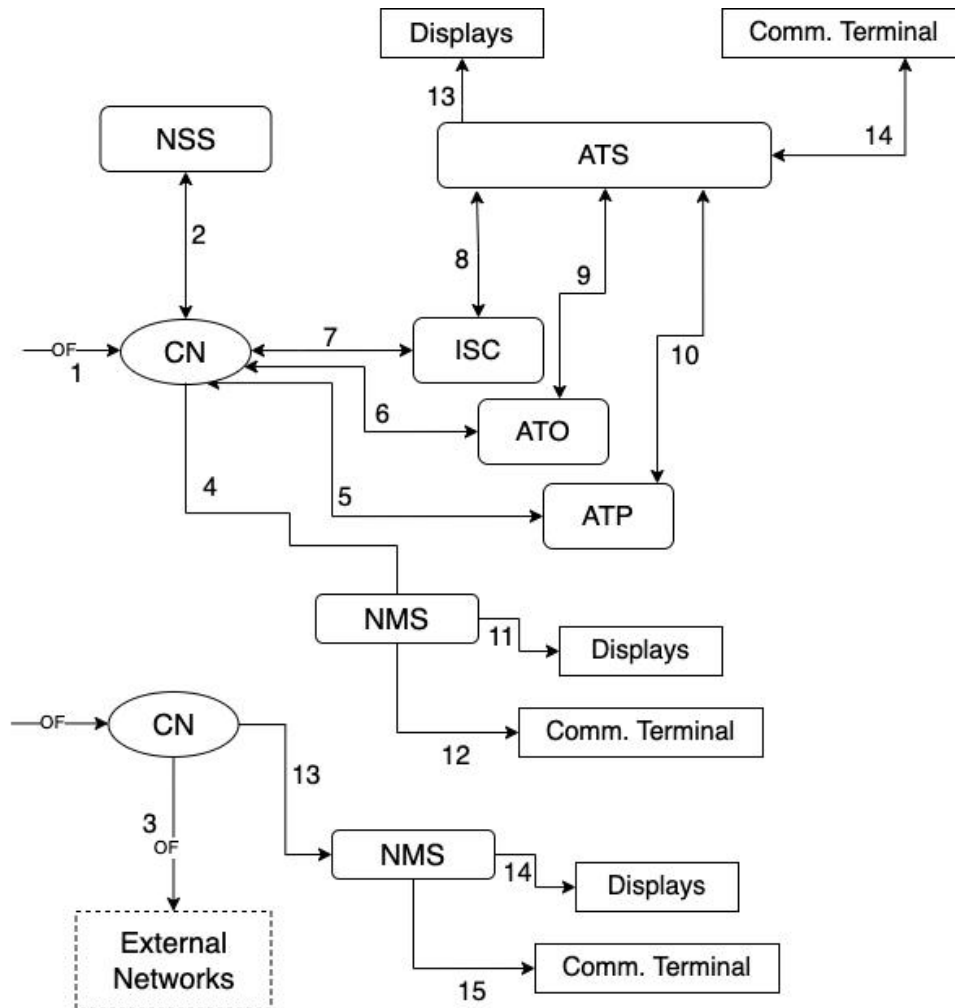 Displays
Comm. Terminal
13
NSS
ATS
14
2
8
9
OF
1
CN
7
ISC
10
6
ATO
4
5
ATP
NMS
11
Displays
OF
CN
12
Comm. Terminal
13
3
OF
NMS
14
Displays
External
Networks
15
Comm. Terminal